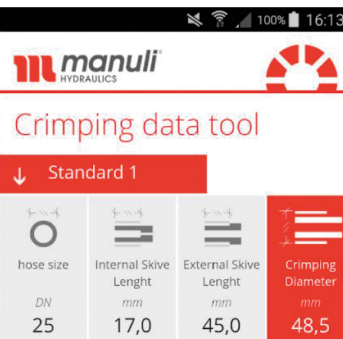 100% 16:13
manuli
HYDRAULICS
Crimping data tool
Standard 1
hose size Internal Skive External Skive Crimping
Lenght Lenght Diameter
DN mm mm mm
25 17,0 45,0 48,5